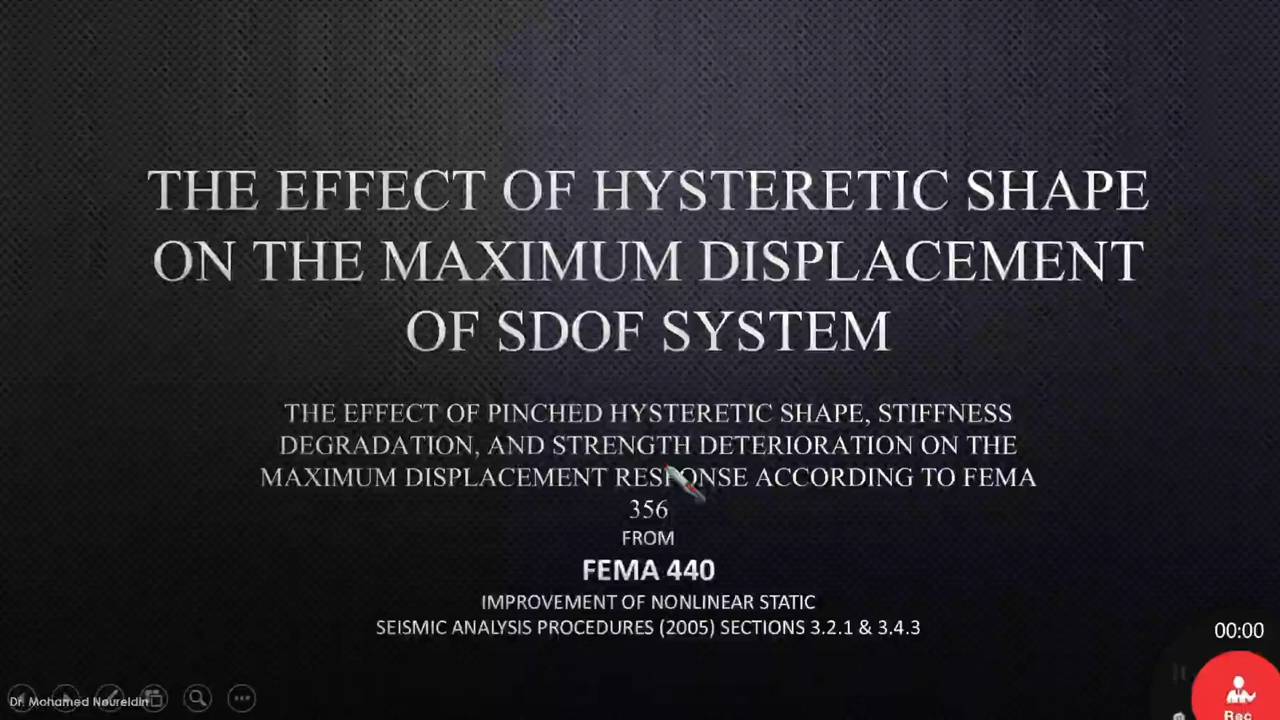 THE EFFECT OF HYSTERETIC SHAPE
ON THE MAXIMUM DISPLACEMENT
OF SDOF SYSTEM
THE EFFECT OF PINCHED HYSTERETIC SHAPE, STIFFNESS
DEGRADATION, AND STRENGTH DETERIORATION ON THE
MAXIMUM DISPLACEMENT RESPONSE ACCORDING TO FEMA
356
FROM
FEMA 440
IMPROVEMENT OF NONLINEAR STATIC
SEISMIC ANALYSIS PROCEDURES (2005) SECTIONS 3.2.1 & 3.4.3
00:00
Rec
Dr. Mohamed Noureldin